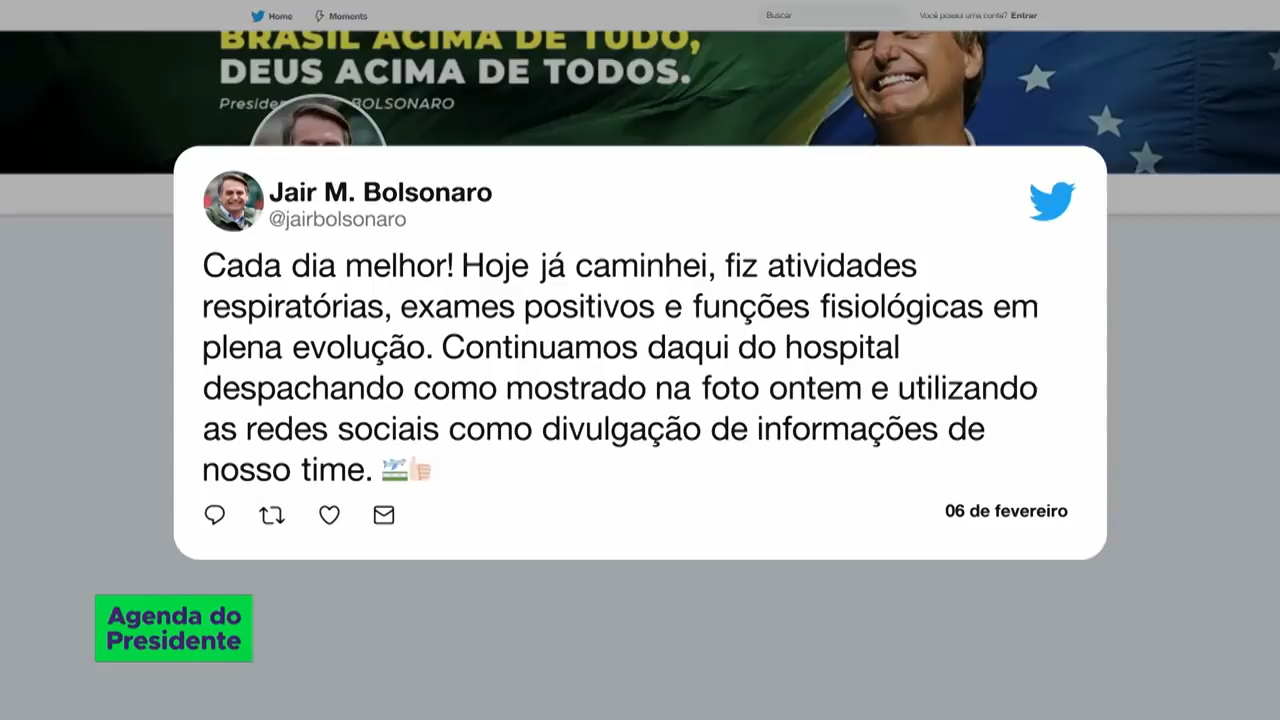 Home Moments Buscar Você possui uma conta? Entrar
BRASIL ACIMA DE TUDO,
DEUS ACIMA DE TODOS.
BOLSONARO
Jair M. Bolsonaro
@jairbolsonaro
Cada dia melhor! Hoje já caminhei, fiz atividades
respiratórias, exames positivos e funções fisiológicas em
plena evolução. Continuamos daqui do hospital
despachando como mostrado na foto ontem e utilizando
as redes sociais como divulgação de informações de
nosso time.
06 de fevereiro
Agenda do
Presidente